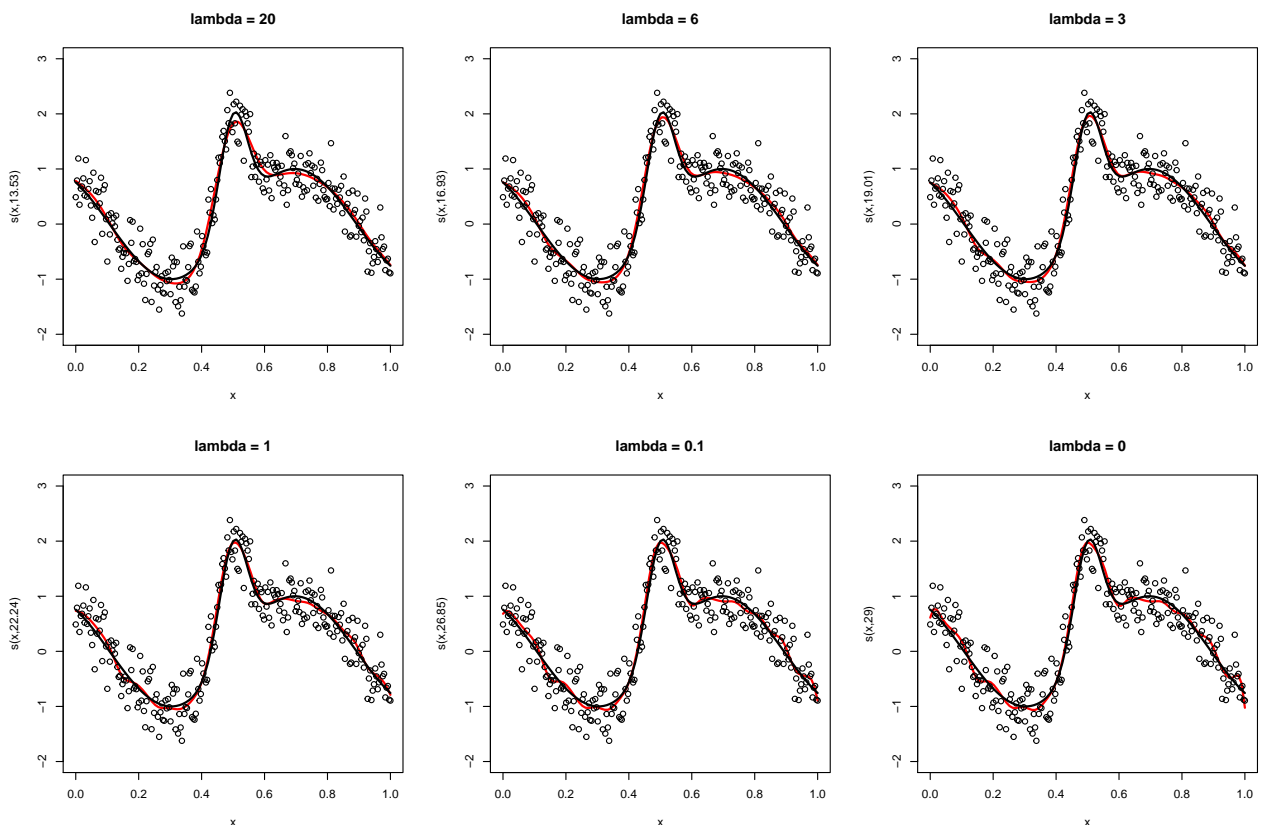 lambda = 20
s(x,13.53)
3
2
1
0
−1
−2
0.0 0.2 0.4 0.6 0.8 1.0
x
lambda = 6
s(x,16.93)
3
2
1
0
−1
−2
0.0 0.2 0.4 0.6 0.8 1.0
x
lambda = 3
s(x,19.01)
3
2
1
0
−1
−2
0.0 0.2 0.4 0.6 0.8 1.0
x
lambda = 1
s(x,22.24)
3
2
1
0
−1
−2
0.0 0.2 0.4 0.6 0.8 1.0
x
lambda = 0.1
s(x,26.85)
3
2
1
0
−1
−2
0.0 0.2 0.4 0.6 0.8 1.0
x
lambda = 0
s(x,29)
3
2
1
0
−1
−2
0.0 0.2 0.4 0.6 0.8 1.0
x